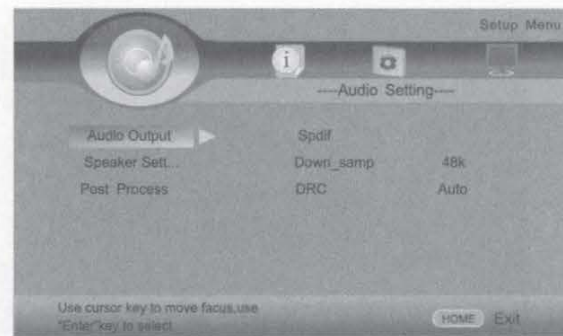 Setup Menu
i
----Audio Setting----
Audio Output Spdif
Speaker Sett... Down_samp 48k
Post Process DRC Auto
Use cursor key to move facus,use
"Enter"key to select
HOME Exit